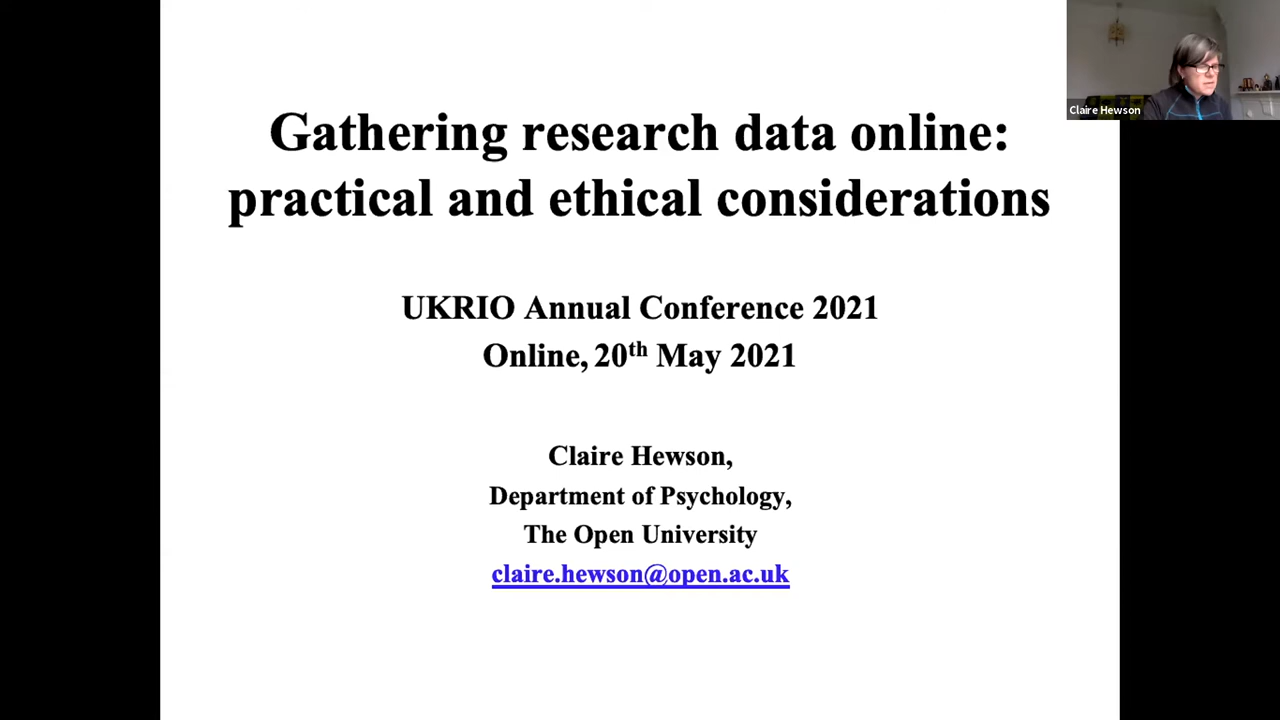 Gathering research data online:
practical and ethical considerations
UKRIO Annual Conference 2021
Online, 20th May 2021
Claire Hewson,
Department of Psychology,
The Open University
claire.hewson@open.ac.uk
Claire Hewson